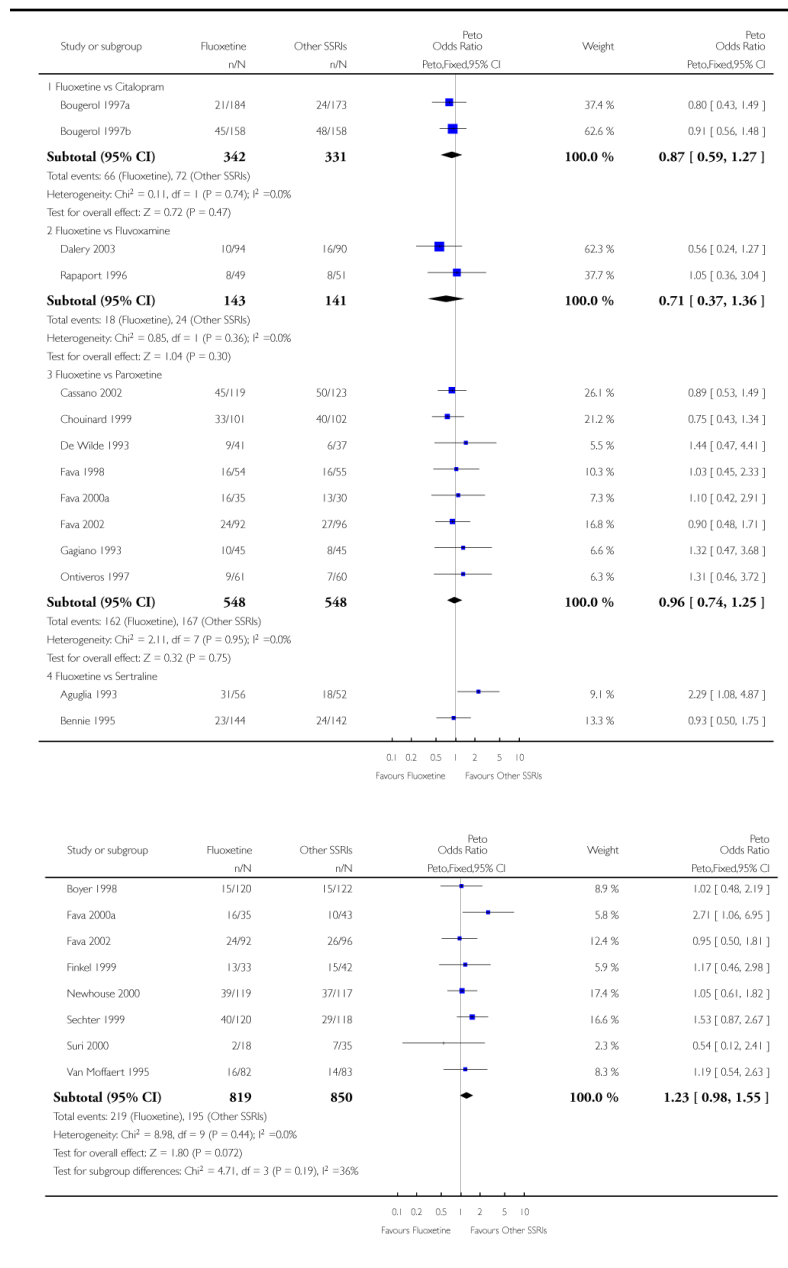 Study or subgroup Fluoxetine Other SSRIs Peto Odds Ratio Weight Peto Odds Ratio
n/N n/N Peto,Fixed,95% CI Peto,Fixed,95% CI
1 Fluoxetine vs Citalopram
Bougerol 1997a 21/184 24/173 37.4 % 0.80 [ 0.43, 1.49 ]
Bougerol 1997b 45/158 48/158 62.6 % 0.91 [ 0.56, 1.48 ]
Subtotal (95% CI) 342 331 100.0 % 0.87 [ 0.59, 1.27 ]
Total events: 66 (Fluoxetine), 72 (Other SSRIs)
Heterogeneity: Chi² = 0.11, df = 1 (P = 0.74); I² =0.0%
Test for overall effect: Z = 0.72 (P = 0.47)
2 Fluoxetine vs Fluvoxamine
Dalery 2003 10/94 16/90 62.3 % 0.56 [ 0.24, 1.27 ]
Rapaport 1996 8/49 8/51 37.7 % 1.05 [ 0.36, 3.04 ]
Subtotal (95% CI) 143 141 100.0 % 0.71 [ 0.37, 1.36 ]
Total events: 18 (Fluoxetine), 24 (Other SSRIs)
Heterogeneity: Chi² = 0.85, df = 1 (P = 0.36); I² =0.0%
Test for overall effect: Z = 1.04 (P = 0.30)
3 Fluoxetine vs Paroxetine
Cassano 2002 45/119 50/123 26.1 % 0.89 [ 0.53, 1.49 ]
Chouinard 1999 33/101 40/102 21.2 % 0.75 [ 0.43, 1.34 ]
De Wilde 1993 9/41 6/37 5.5 % 1.44 [ 0.47, 4.41 ]
Fava 1998 16/54 16/55 10.3 % 1.03 [ 0.45, 2.33 ]
Fava 2000a 16/35 13/30 7.3 % 1.10 [ 0.42, 2.91 ]
Fava 2002 24/92 27/96 16.8 % 0.90 [ 0.48, 1.71 ]
Gagiano 1993 10/45 8/45 6.6 % 1.32 [ 0.47, 3.68 ]
Ontiveros 1997 9/61 7/60 6.3 % 1.31 [ 0.46, 3.72 ]
Subtotal (95% CI) 548 548 100.0 % 0.96 [ 0.74, 1.25 ]
Total events: 162 (Fluoxetine), 167 (Other SSRIs)
Heterogeneity: Chi² = 2.11, df = 7 (P = 0.95); I² =0.0%
Test for overall effect: Z = 0.32 (P = 0.75)
4 Fluoxetine vs Sertraline
Aguglia 1993 31/56 18/52 9.1 % 2.29 [ 1.08, 4.87 ]
Bennie 1995 23/144 24/142 13.3 % 0.93 [ 0.50, 1.75 ]
0.1 0.2 0.5 1 2 5 10
Favours Fluoxetine Favours Other SSRIs
Study or subgroup Fluoxetine Other SSRIs Peto Odds Ratio Weight Peto Odds Ratio
n/N n/N Peto,Fixed,95% CI Peto,Fixed,95% CI
Boyer 1998 15/120 15/122 8.9 % 1.02 [ 0.48, 2.19 ]
Fava 2000a 16/35 10/43 5.8 % 2.71 [ 1.06, 6.95 ]
Fava 2002 24/92 26/96 12.4 % 0.95 [ 0.50, 1.81 ]
Finkel 1999 13/33 15/42 5.9 % 1.17 [ 0.46, 2.98 ]
Newhouse 2000 39/119 37/117 17.4 % 1.05 [ 0.61, 1.82 ]
Sechter 1999 40/120 29/118 16.6 % 1.53 [ 0.87, 2.67 ]
Suri 2000 2/18 7/35 2.3 % 0.54 [ 0.12, 2.41 ]
Van Moffaert 1995 16/82 14/83 8.3 % 1.19 [ 0.54, 2.63 ]
Subtotal (95% CI) 819 850 100.0 % 1.23 [ 0.98, 1.55 ]
Total events: 219 (Fluoxetine), 195 (Other SSRIs)
Heterogeneity: Chi² = 8.98, df = 9 (P = 0.44); I² =0.0%
Test for overall effect: Z = 1.80 (P = 0.072)
Test for subgroup differences: Chi² = 4.71, df = 3 (P = 0.19), I² =36%
0.1 0.2 0.5 1 2 5 10
Favours Fluoxetine Favours Other SSRIs